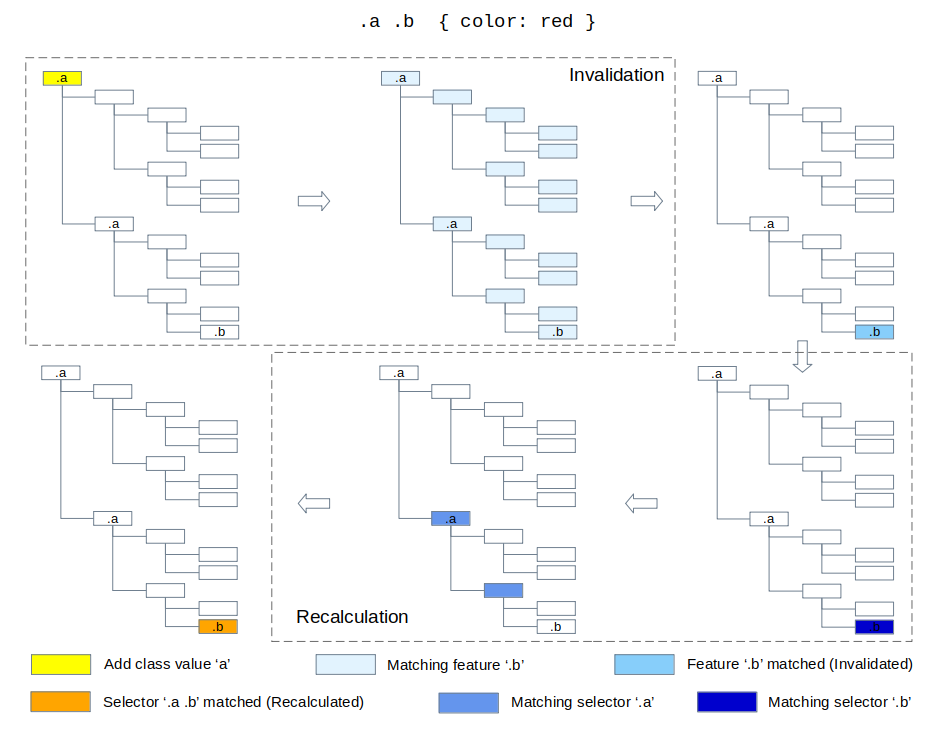 .a .b { color: red }
Invalidation
.a
.a
.a
.a
.a
.a
.b
.b
.b
.a
.a
.a
.a
.a
.a
Recalculation
.b
.b
.b
Add class value ‘a’
Matching feature ‘.b’
Feature ‘.b’ matched (Invalidated)
Selector ‘.a .b’ matched (Recalculated)
Matching selector ‘.a’
Matching selector ‘.b’